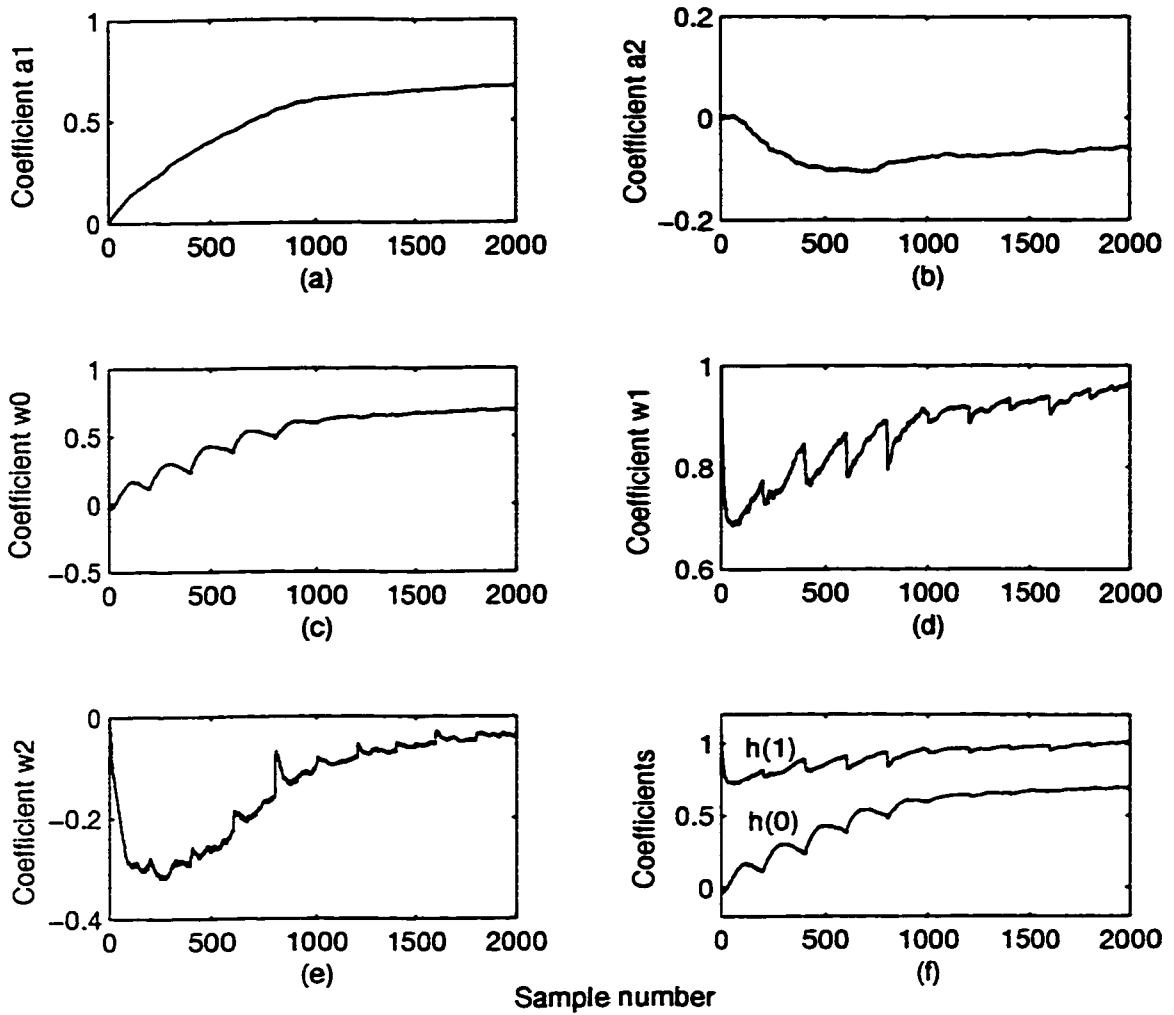 Coefficient a1
1
0.5
0
0 500 1000 1500 2000
(a)
Coefficient a2
0.2
0
−0.2
0 500 1000 1500 2000
(b)
Coefficient w0
1
0.5
0
−0.5
0 500 1000 1500 2000
(c)
Coefficient w1
1
0.8
0.6
0 500 1000 1500 2000
(d)
Coefficient w2
0
−0.2
−0.4
0 500 1000 1500 2000
(e)
Coefficients
1
0.5
0
h(1)
h(0)
0 500 1000 1500 2000
(f)
Sample number